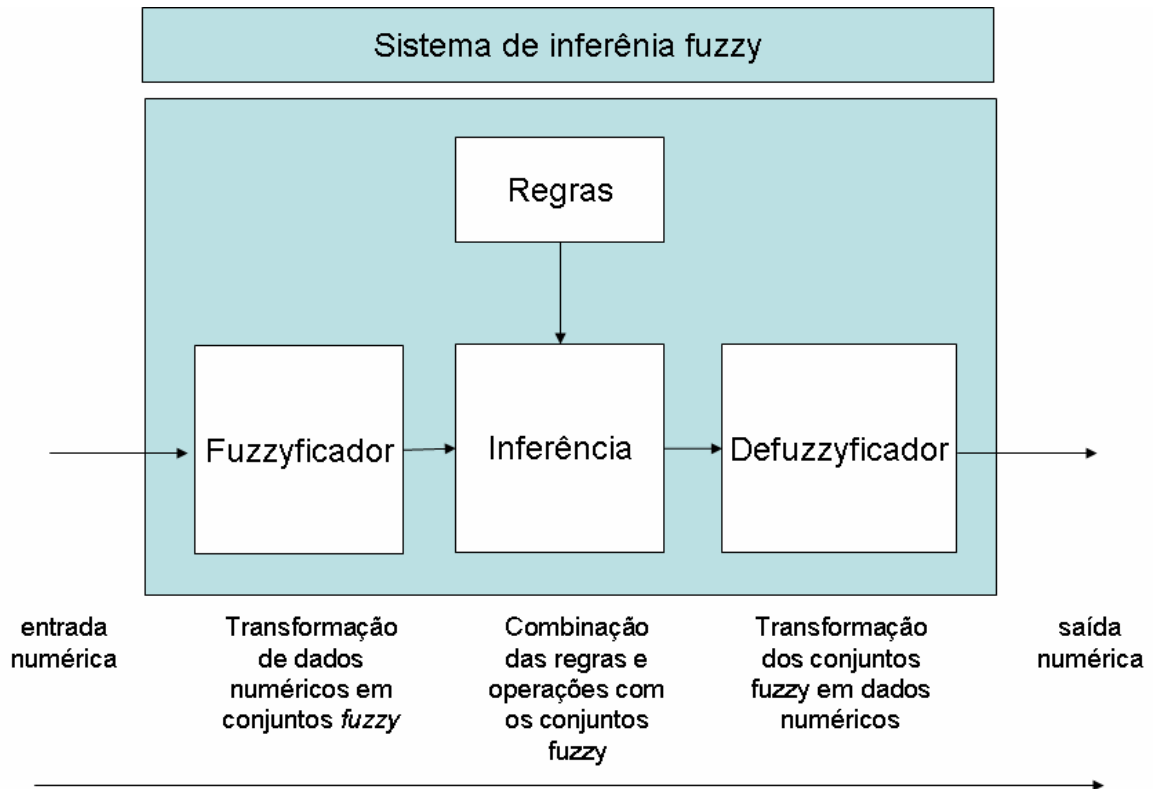 Sistema de inferênia fuzzy
Regras
Fuzzyficador
Inferência
Defuzzyficador
entrada
numérica
Transformação
de dados
numéricos em
conjuntos fuzzy
Combinação
das regras e
operações com
os conjuntos
fuzzy
Transformação
dos conjuntos
fuzzy em dados
numéricos
saída
numérica